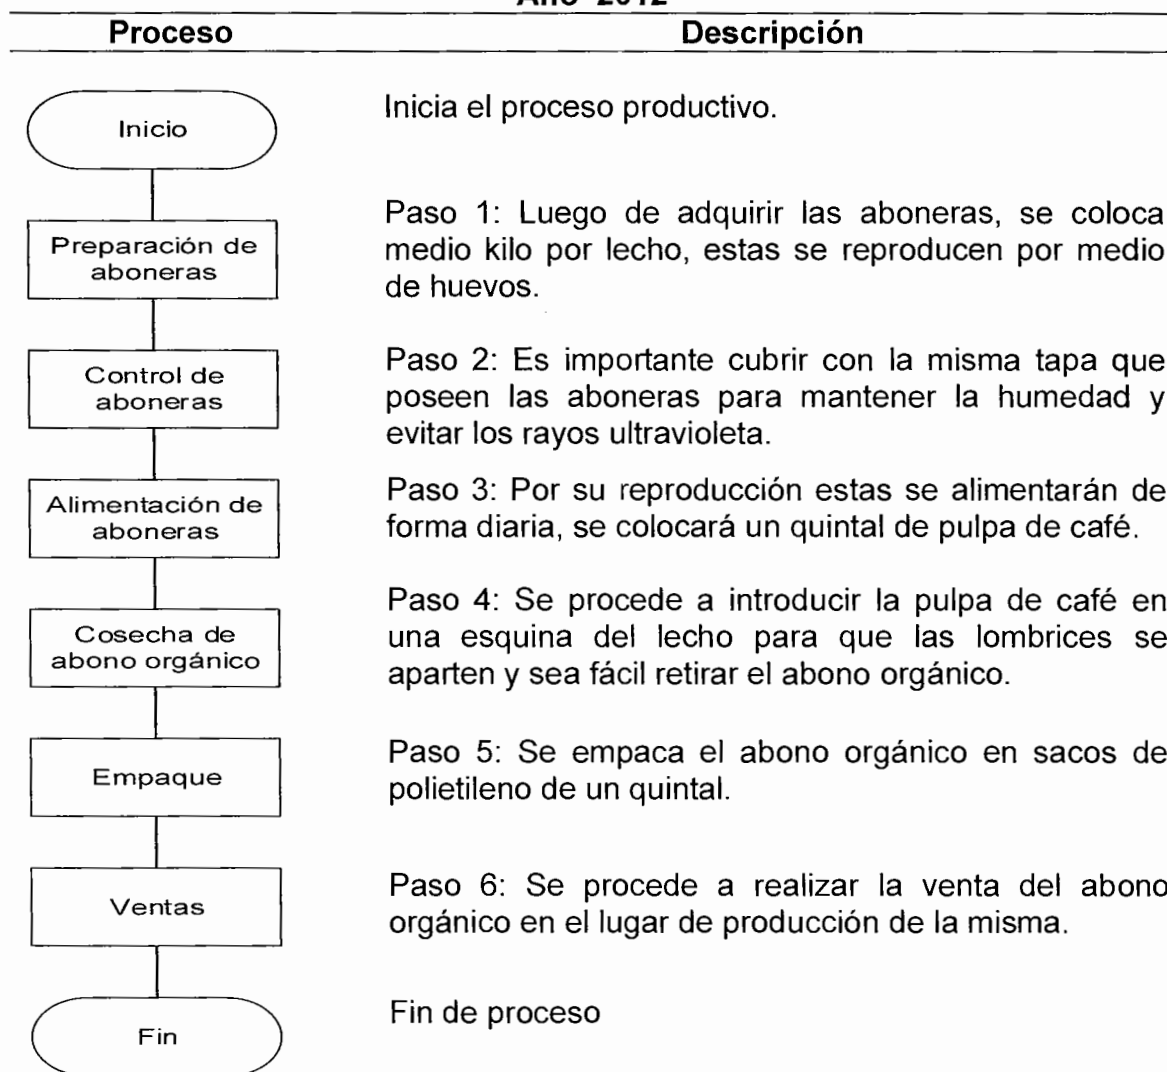 Año 2012
Proceso Descripción
Inicio
Inicia el proceso productivo.
Preparación de
aboneras
Paso 1: Luego de adquirir las aboneras, se coloca
medio kilo por lecho, estas se reproducen por medio
de huevos.
Control de
aboneras
Paso 2: Es importante cubrir con la misma tapa que
poseen las aboneras para mantener la humedad y
evitar los rayos ultravioleta.
Alimentación de
aboneras
Paso 3: Por su reproducción estas se alimentarán de
forma diaria, se colocará un quintal de pulpa de café.
Cosecha de
abono orgánico
Paso 4: Se procede a introducir la pulpa de café en
una esquina del lecho para que las lombrices se
aparten y sea fácil retirar el abono orgánico.
Empaque
Paso 5: Se empaca el abono orgánico en sacos de
polietileno de un quintal.
Ventas
Paso 6: Se procede a realizar la venta del abono
orgánico en el lugar de producción de la misma.
Fin
Fin de proceso